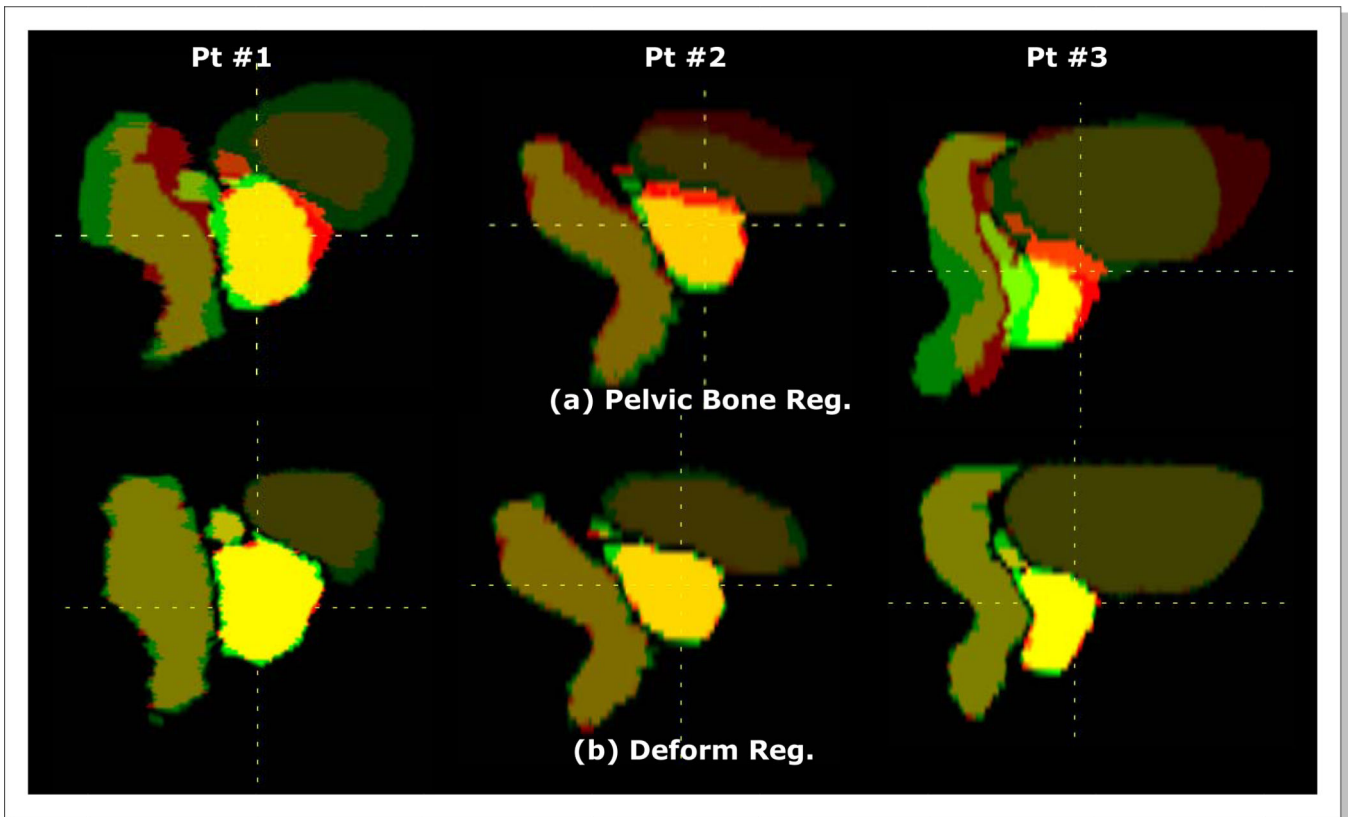 Pt #1
Pt #2
Pt #3
(a) Pelvic Bone Reg.
(b) Deform Reg.